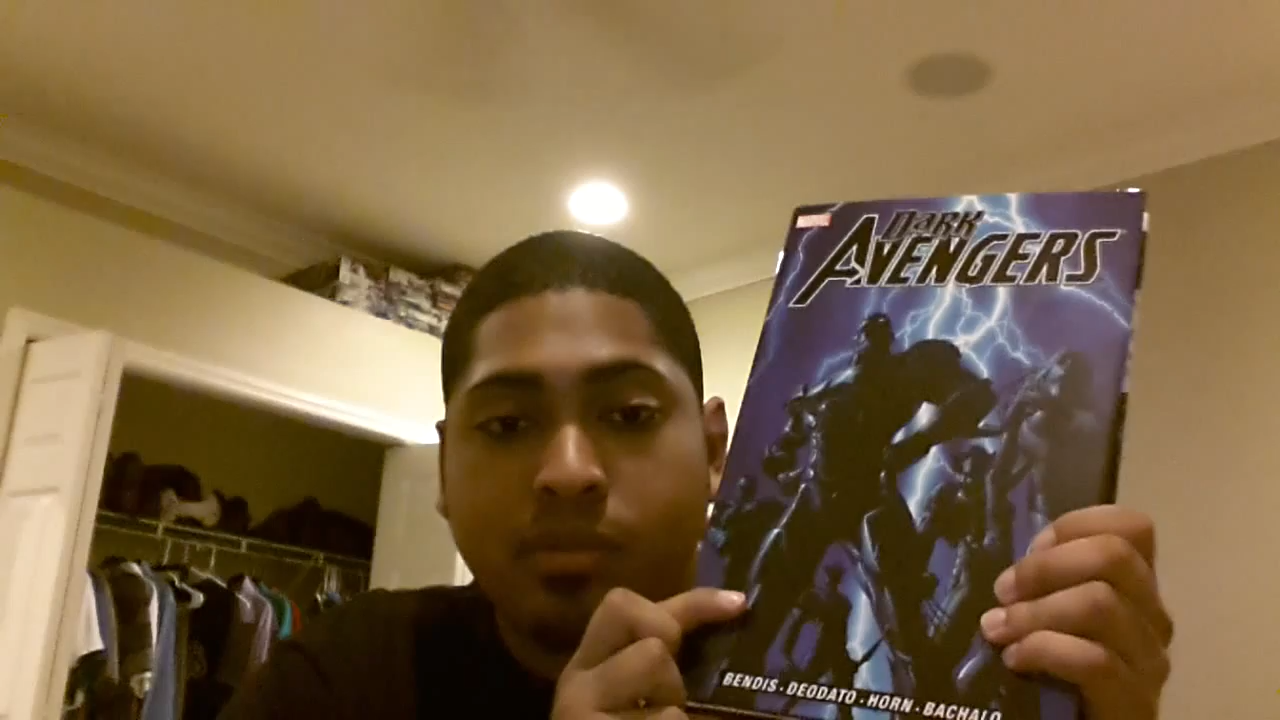 MARVEL
DARK
AVENGERS
BENDIS · DEODATO · HORN · BACHALO